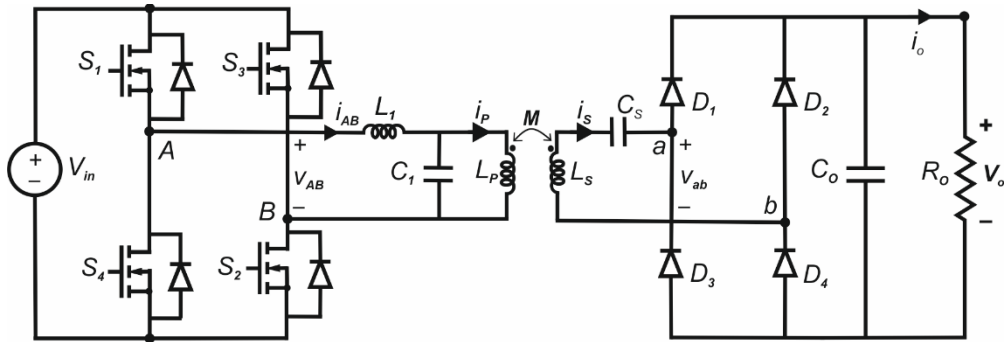 S1
S3
iAB
L1
iP
M
iS
CS
D1
D2
io
A
a
+
+
+
Vin
vAB
C1
LP
LS
vab
Co
Ro
Vo
B
−
−
b
−
S4
S2
D3
D4